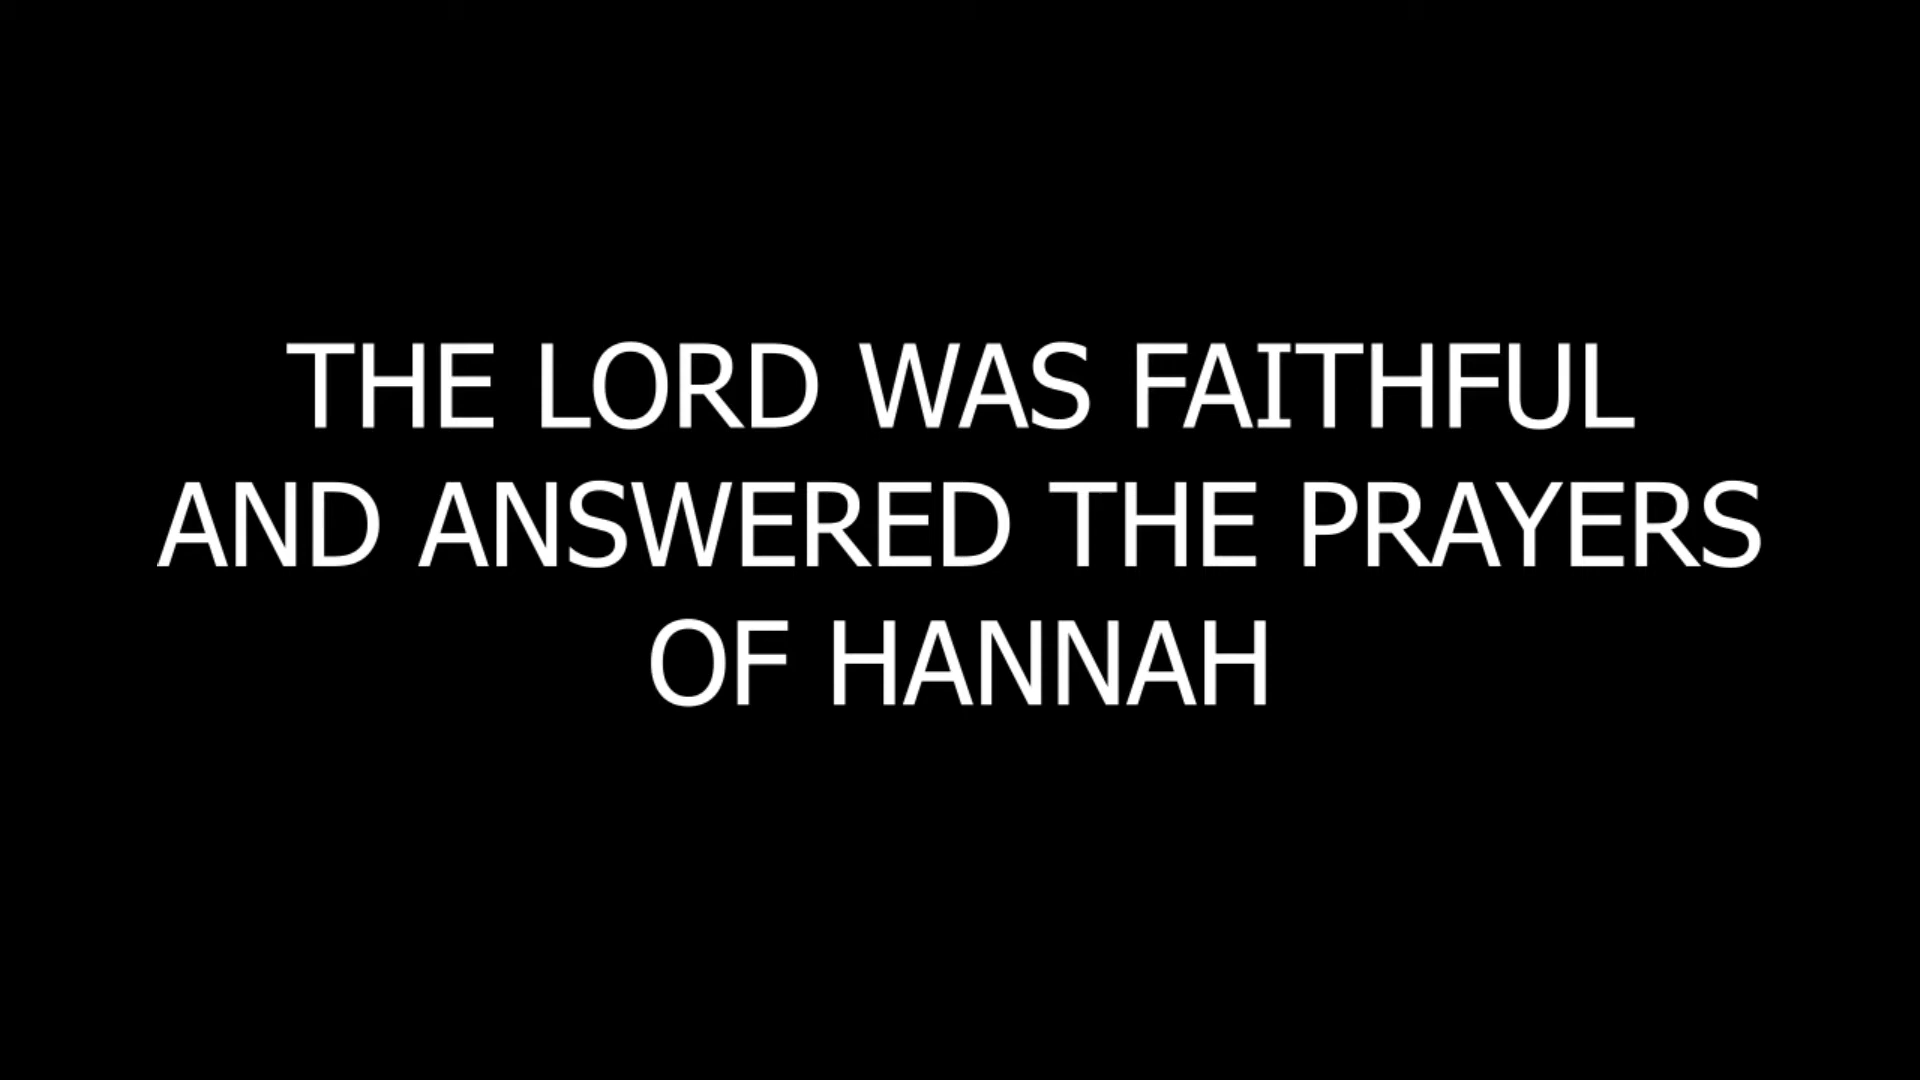 THE LORD WAS FAITHFUL
AND ANSWERED THE PRAYERS
OF HANNAH